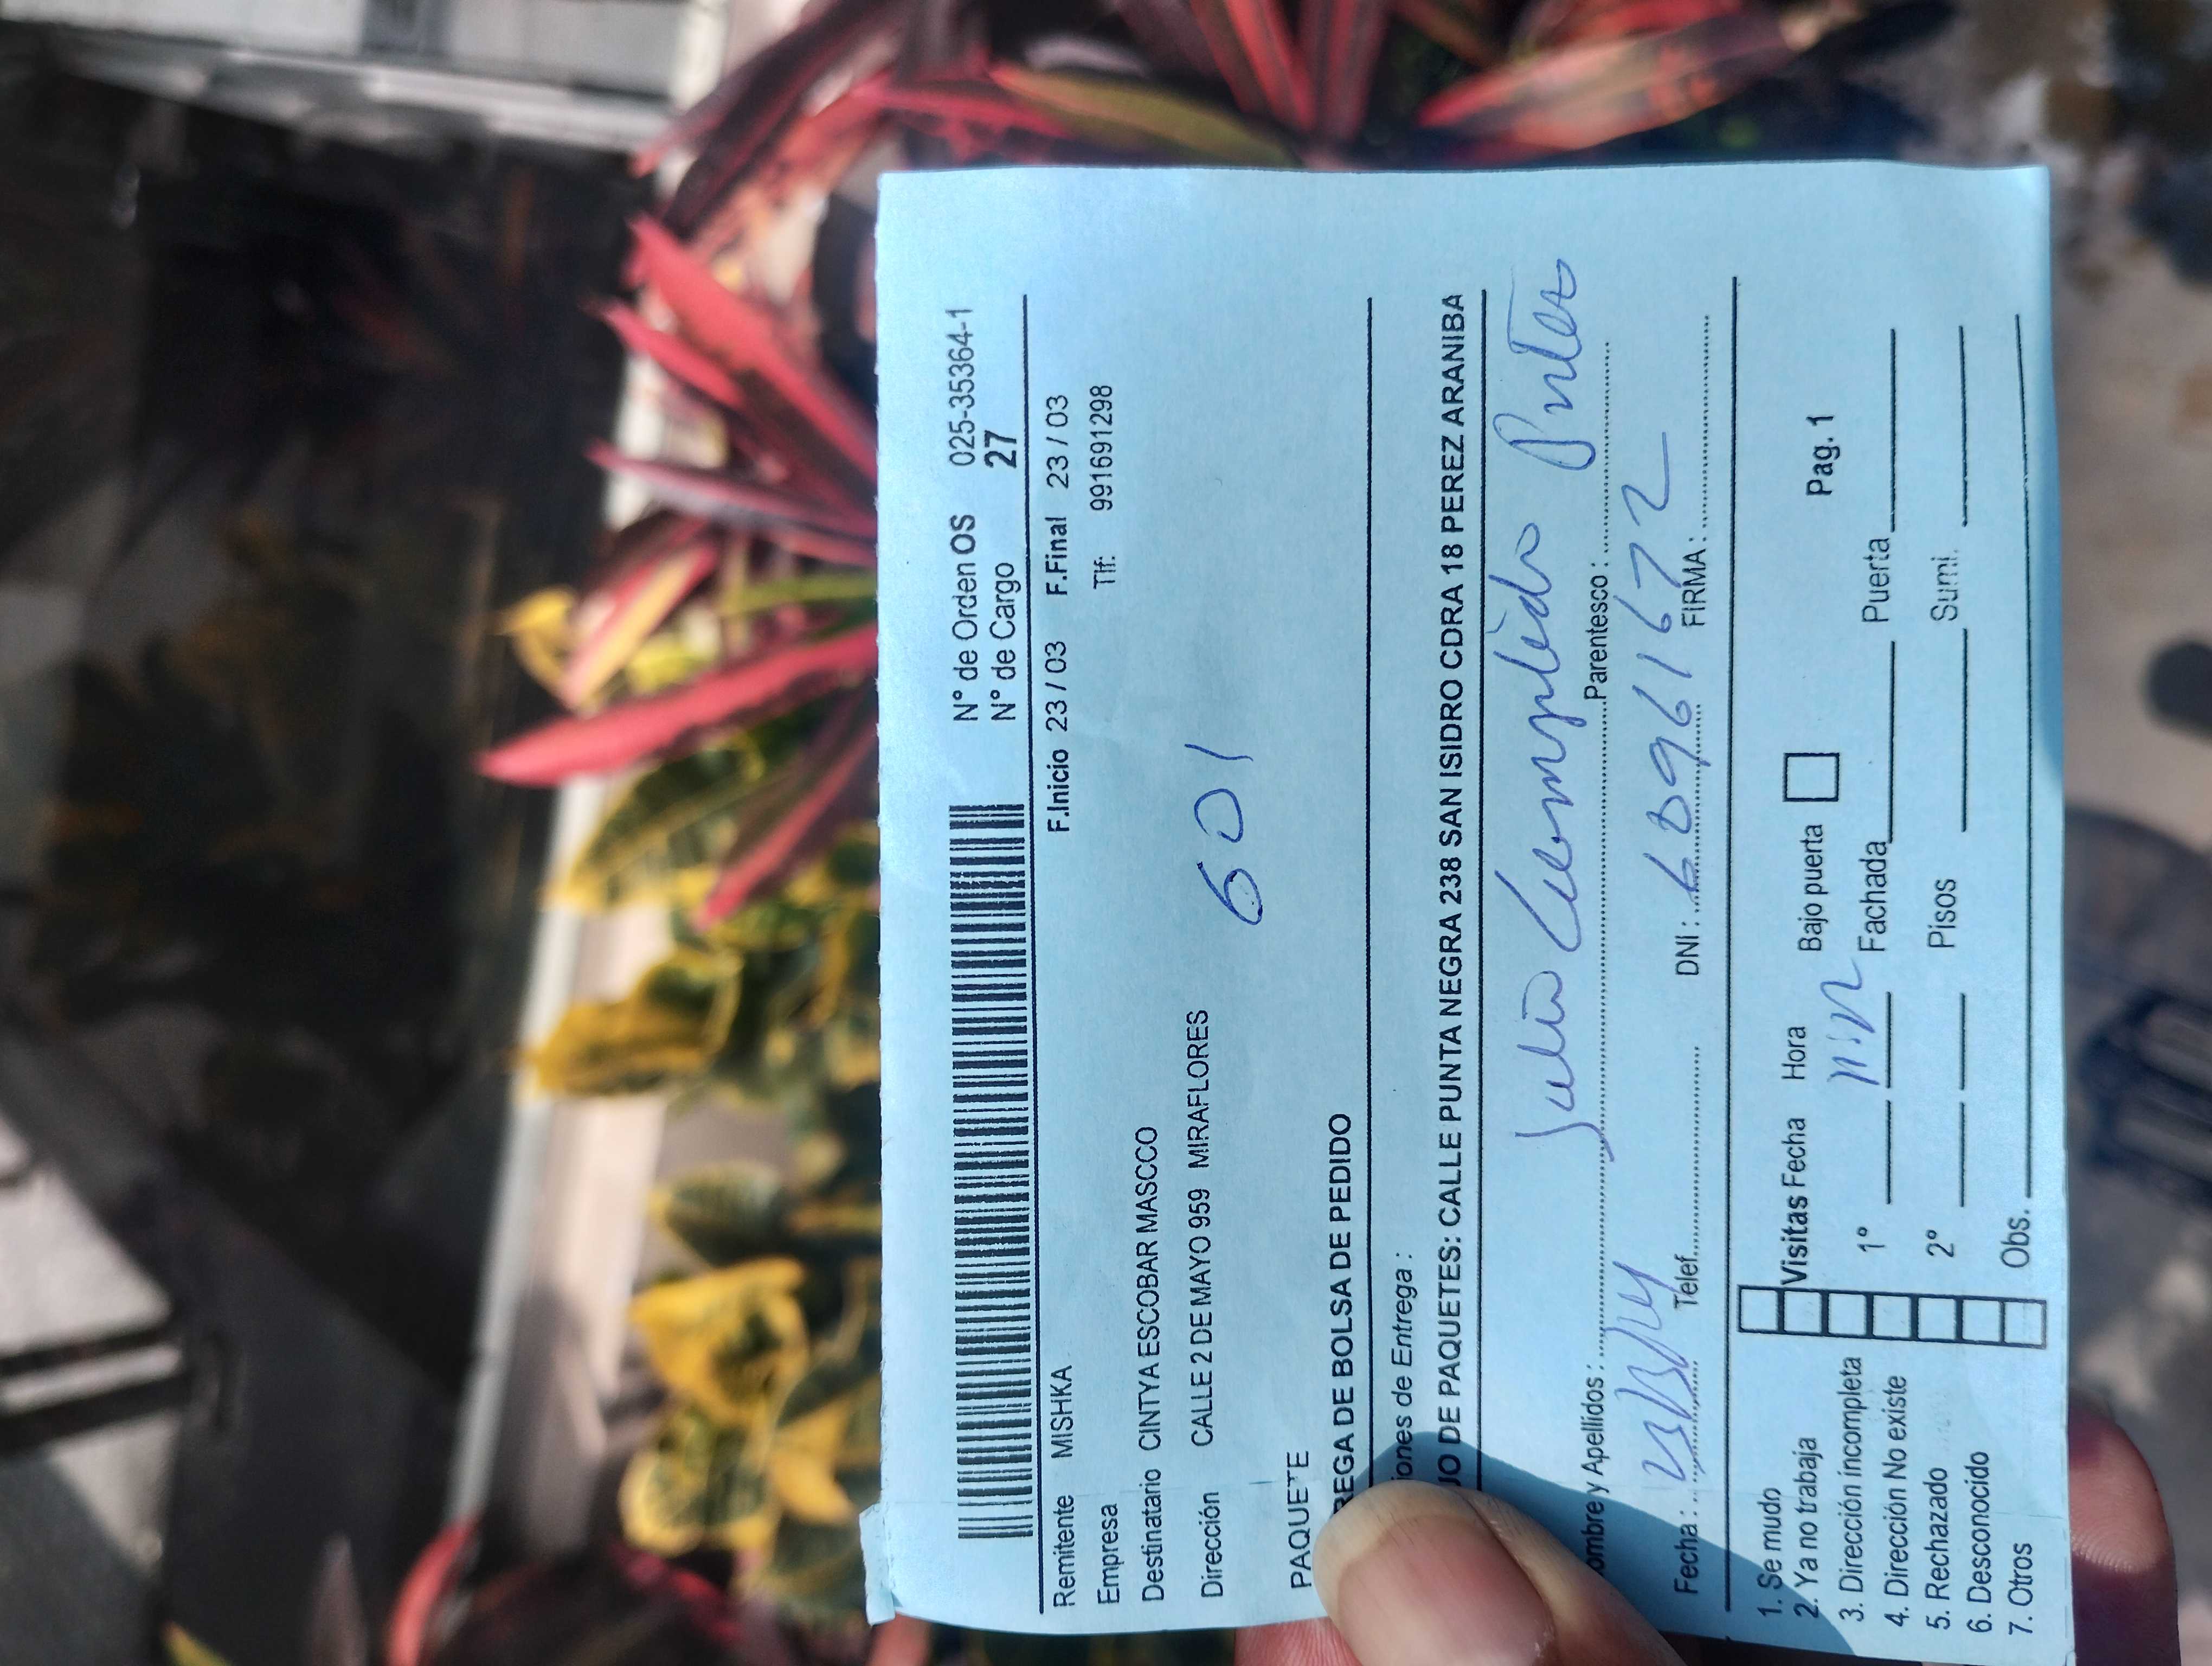 N° de Orden OS 025-35364-1
N° de Cargo 27
Remitente MISHKA F.Inicio 23 / 03 F.Final 23 / 03
Empresa Tlf: 991691298
Destinatario CINTYA ESCOBAR MASCCO
Dirección CALLE 2 DE MAYO 959 MIRAFLORES
601
PAQUETE
REGA DE BOLSA DE PEDIDO
iones de Entrega :
JO DE PAQUETES: CALLE PUNTA NEGRA 238 SAN ISIDRO CDRA 18 PEREZ ARANIBA
ombre y Apellidos : Cumplido Parentesco :
Fecha : Telef. DNI : 68961672 FIRMA :
1. Se mudo
2. Ya no trabaja Visitas Fecha Hora Bajo puerta Pag. 1
3. Dirección incompleta 1° Fachada Puerta
4. Dirección No existe
5. Rechazado 2° Pisos Sumi.
6. Desconocido
7. Otros Obs.